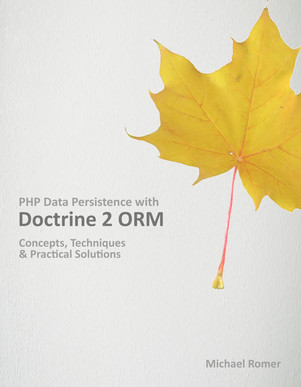 PHP Data Persistence with
Doctrine 2 ORM
Concepts, Techniques
& Practical Solutions
Michael Romer